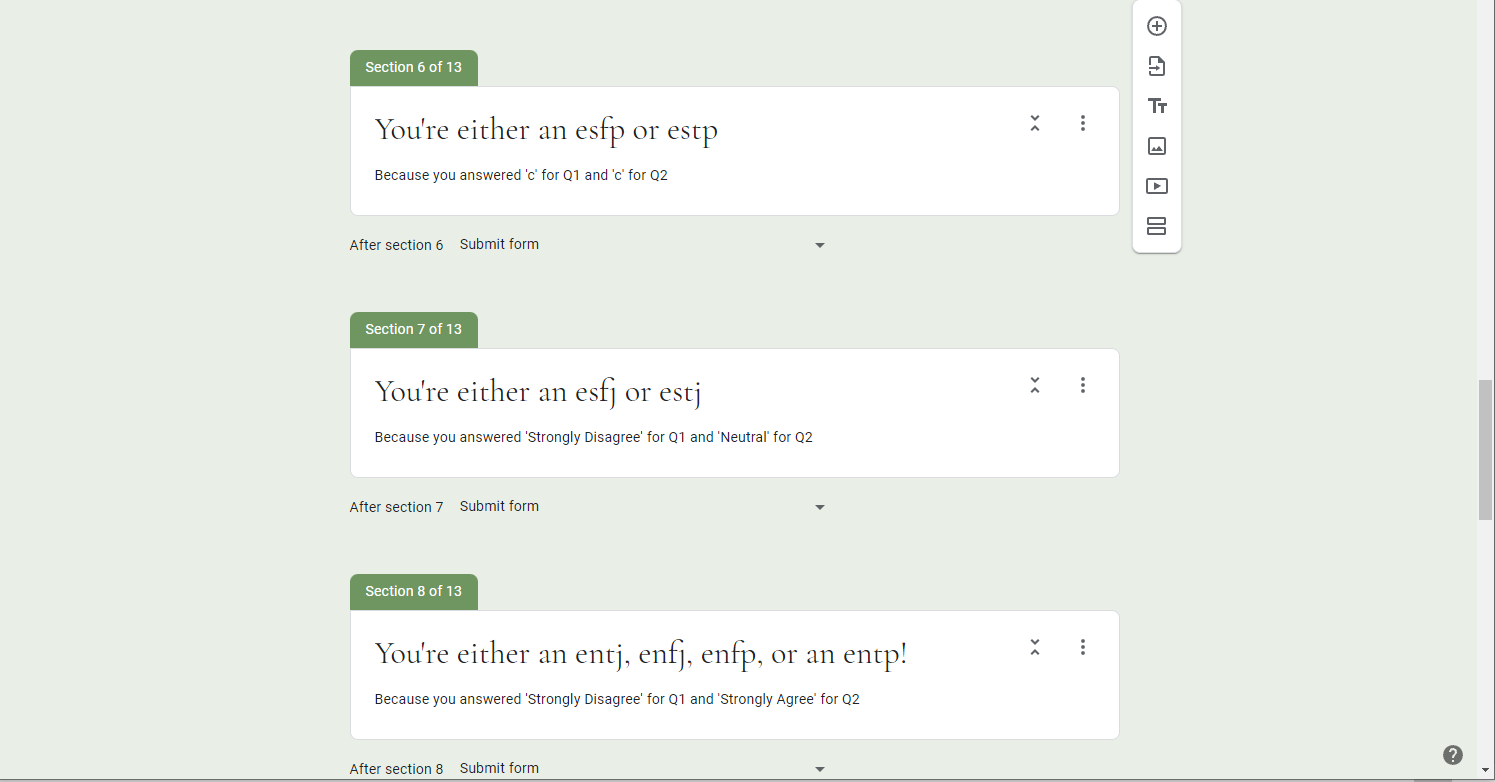 Section 6 of 13
You're either an esfp or estp
Because you answered 'c' for Q1 and 'c' for Q2
After section 6 Submit form
Section 7 of 13
You're either an esfj or estj
Because you answered 'Strongly Disagree' for Q1 and 'Neutral' for Q2
After section 7 Submit form
Section 8 of 13
You're either an entj, enfj, enfp, or an entp!
Because you answered 'Strongly Disagree' for Q1 and 'Strongly Agree' for Q2
After section 8 Submit form